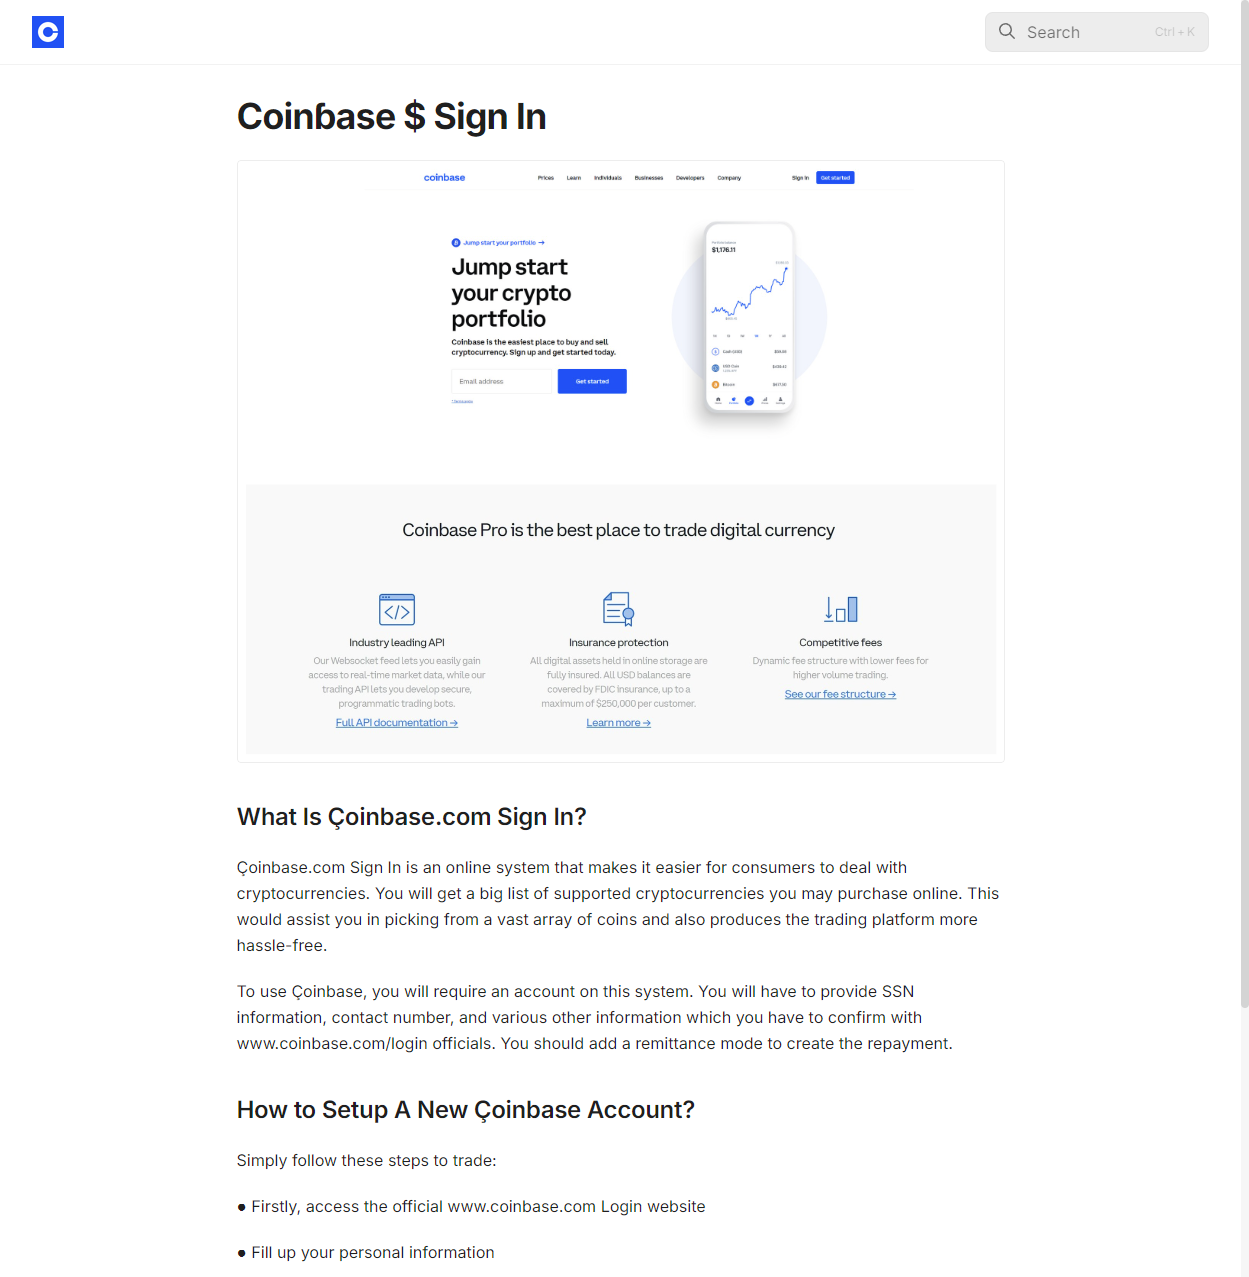 Search
Ctrl + K
Coinɓase $ Sign In
coinbase
Prices Learn Individuals Businesses Developers Company
Sign in
Get started
Jump start your portfolio →
Jump start
your crypto
portfolio
Coinbase is the easiest place to buy and sell
cryptocurrency. Sign up and get started today.
Email address
Get started
$1,176.11
Coinbase Pro is the best place to trade digital currency
Industry leading API
Our Websocket feed lets you easily gain
access to real-time market data, while our
trading API lets you develop secure,
programmatic trading bots.
Full API documentation →
Insurance protection
All digital assets held in online storage are
fully insured. All USD balances are
covered by FDIC insurance, up to a
maximum of $250,000 per customer.
Learn more →
Competitive fees
Dynamic fee structure with lower fees for
higher volume trading.
See our fee structure →
What Is Çoinbase.com Sign In?
Çoinbase.com Sign In is an online system that makes it easier for consumers to deal with
cryptocurrencies. You will get a big list of supported cryptocurrencies you may purchase online. This
would assist you in picking from a vast array of coins and also produces the trading platform more
hassle-free.
To use Çoinbase, you will require an account on this system. You will have to provide SSN
information, contact number, and various other information which you have to confirm with
www.coinbase.com/login officials. You should add a remittance mode to create the repayment.
How to Setup A New Çoinbase Account?
Simply follow these steps to trade:
● Firstly, access the official www.coinbase.com Login website
● Fill up your personal information